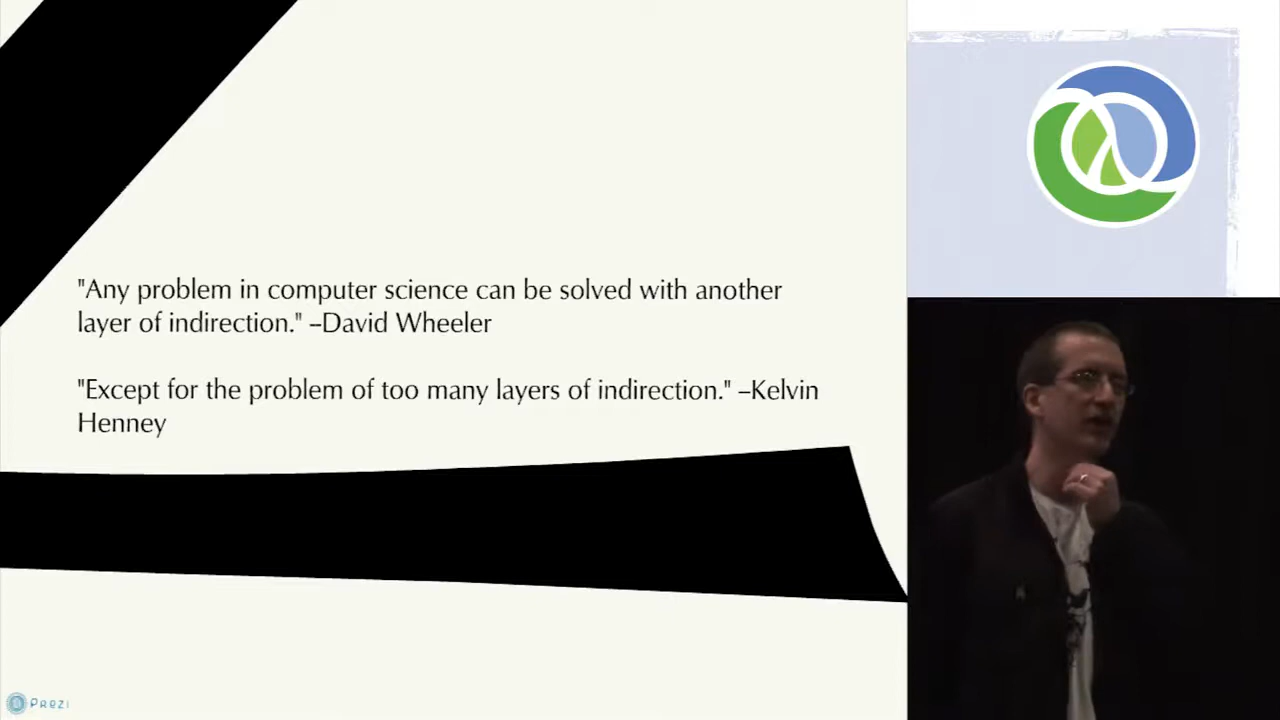 "Any problem in computer science can be solved with another
layer of indirection." –David Wheeler
"Except for the problem of too many layers of indirection." –Kelvin
Henney
Prezi